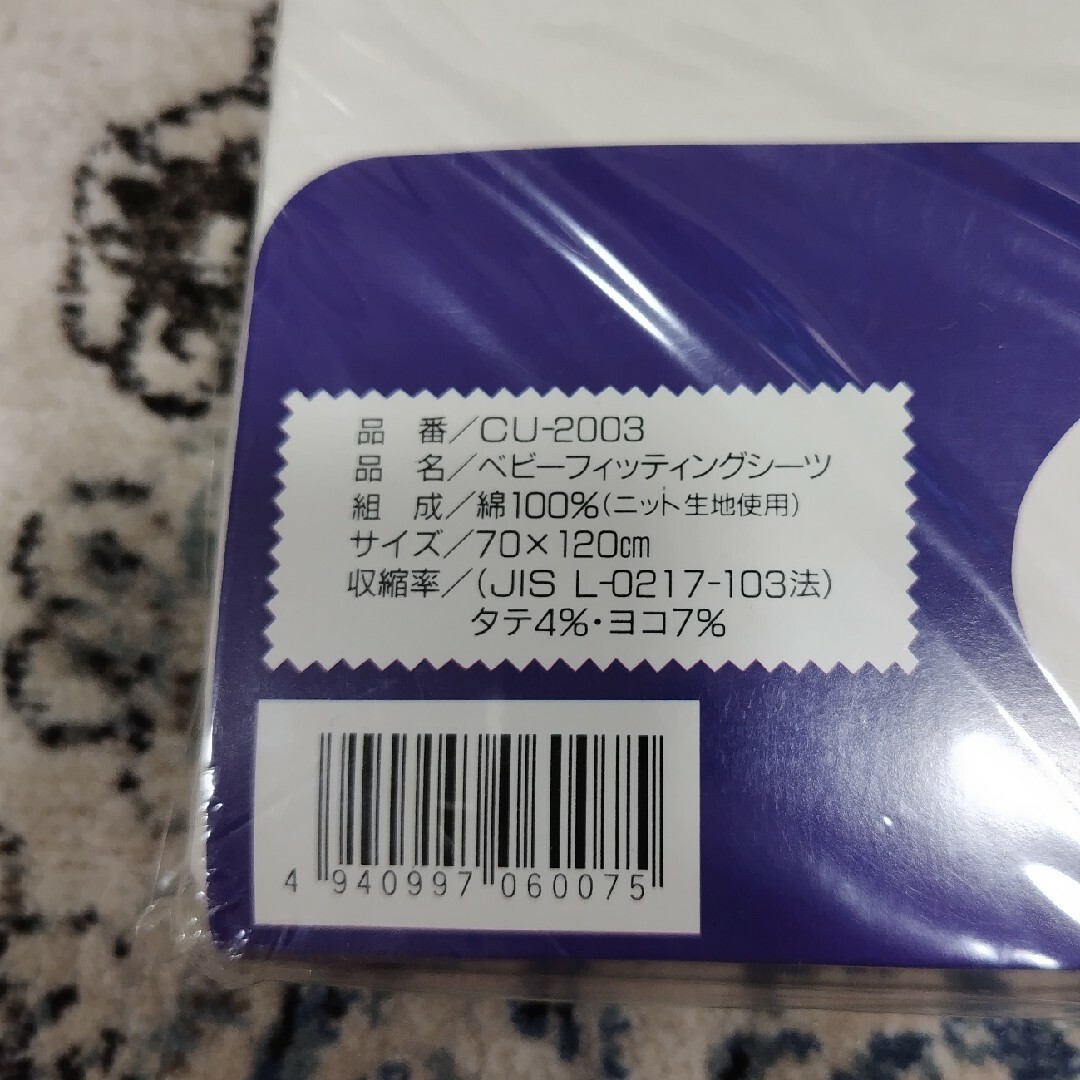 品 番/CU-2003
品 名/ベビーフィッティングシーツ
組 成/綿100%(ニット生地使用)
サイズ/70×120cm
収縮率/(JIS L-0217-103法)
タテ4%・ヨコ7%
4 940997 060075